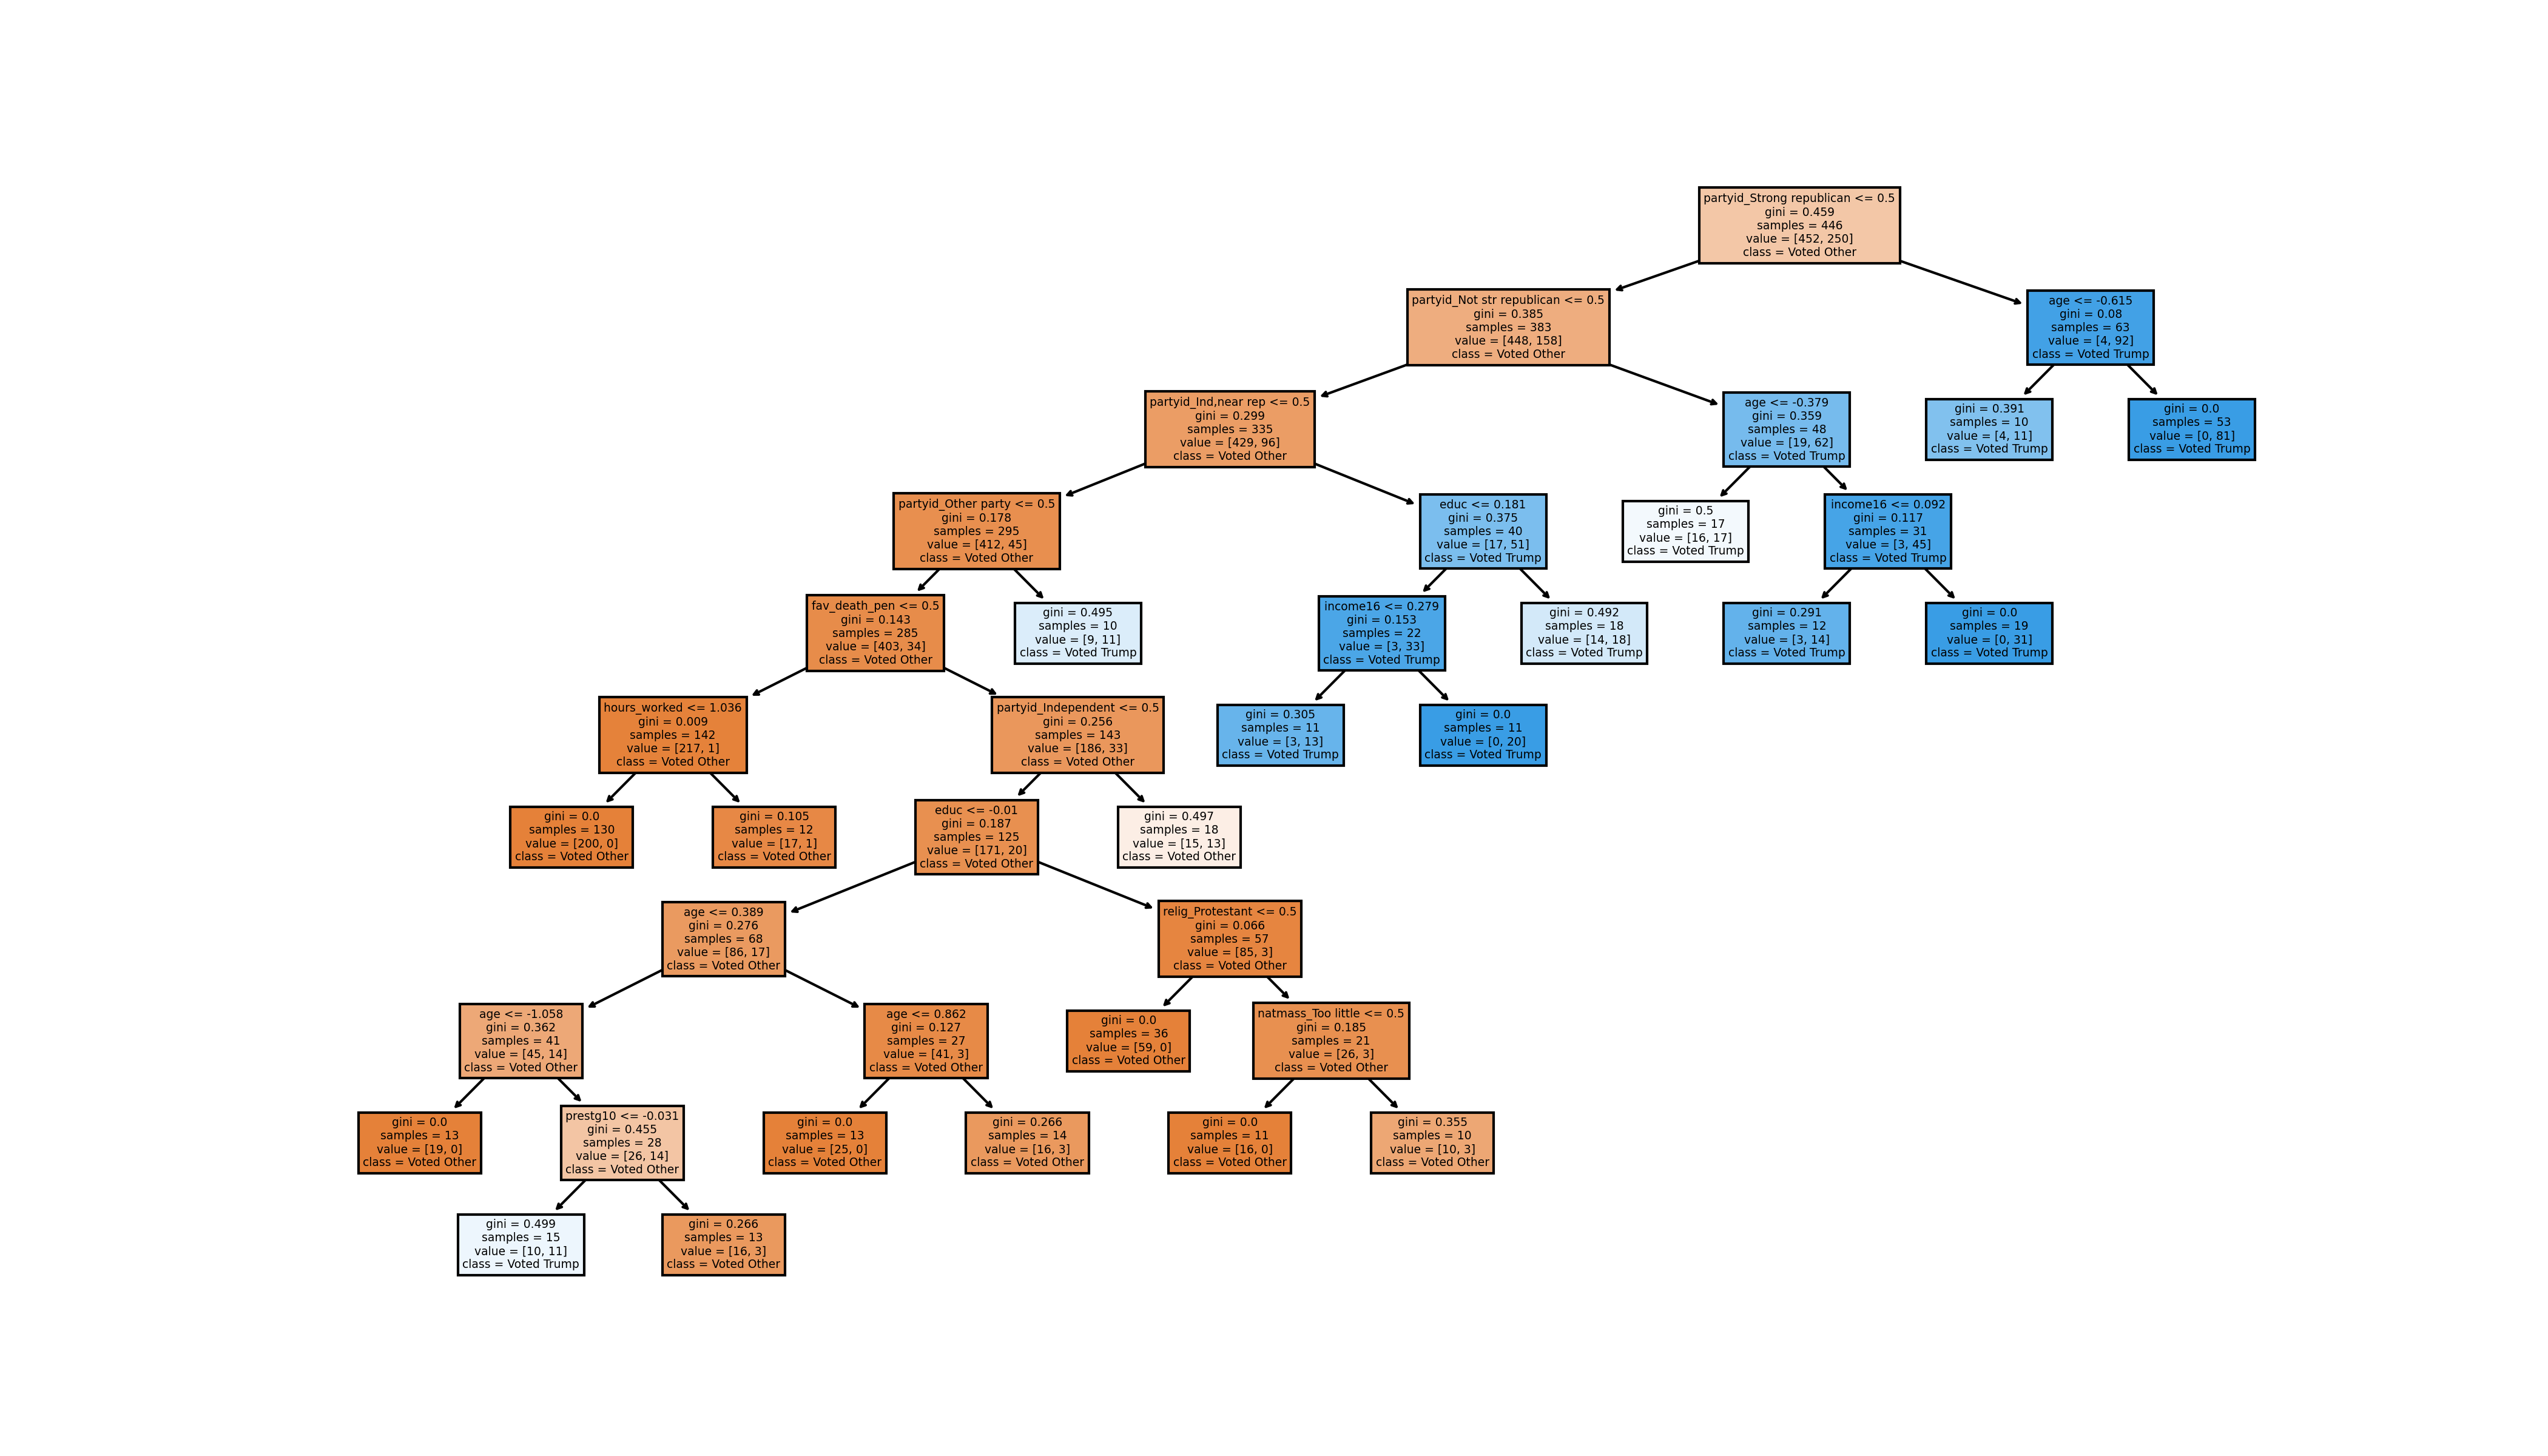 partyid_Strong republican <= 0.5
gini = 0.459
samples = 446
value = [452, 250]
class = Voted Other
partyid_Not str republican <= 0.5
gini = 0.385
samples = 383
value = [448, 158]
class = Voted Other
age <= -0.615
gini = 0.08
samples = 63
value = [4, 92]
class = Voted Trump
partyid_Ind,near rep <= 0.5
gini = 0.299
samples = 335
value = [429, 96]
class = Voted Other
age <= -0.379
gini = 0.359
samples = 48
value = [19, 62]
class = Voted Trump
gini = 0.391
samples = 10
value = [4, 11]
class = Voted Trump
gini = 0.0
samples = 53
value = [0, 81]
class = Voted Trump
partyid_Other party <= 0.5
gini = 0.178
samples = 295
value = [412, 45]
class = Voted Other
educ <= 0.181
gini = 0.375
samples = 40
value = [17, 51]
class = Voted Trump
gini = 0.5
samples = 17
value = [16, 17]
class = Voted Trump
income16 <= 0.092
gini = 0.117
samples = 31
value = [3, 45]
class = Voted Trump
fav_death_pen <= 0.5
gini = 0.143
samples = 285
value = [403, 34]
class = Voted Other
gini = 0.495
samples = 10
value = [9, 11]
class = Voted Trump
income16 <= 0.279
gini = 0.153
samples = 22
value = [3, 33]
class = Voted Trump
gini = 0.492
samples = 18
value = [14, 18]
class = Voted Trump
gini = 0.291
samples = 12
value = [3, 14]
class = Voted Trump
gini = 0.0
samples = 19
value = [0, 31]
class = Voted Trump
hours_worked <= 1.036
gini = 0.009
samples = 142
value = [217, 1]
class = Voted Other
partyid_Independent <= 0.5
gini = 0.256
samples = 143
value = [186, 33]
class = Voted Other
gini = 0.305
samples = 11
value = [3, 13]
class = Voted Trump
gini = 0.0
samples = 11
value = [0, 20]
class = Voted Trump
gini = 0.0
samples = 130
value = [200, 0]
class = Voted Other
gini = 0.105
samples = 12
value = [17, 1]
class = Voted Other
educ <= -0.01
gini = 0.187
samples = 125
value = [171, 20]
class = Voted Other
gini = 0.497
samples = 18
value = [15, 13]
class = Voted Other
age <= 0.389
gini = 0.276
samples = 68
value = [86, 17]
class = Voted Other
relig_Protestant <= 0.5
gini = 0.066
samples = 57
value = [85, 3]
class = Voted Other
age <= -1.058
gini = 0.362
samples = 41
value = [45, 14]
class = Voted Other
age <= 0.862
gini = 0.127
samples = 27
value = [41, 3]
class = Voted Other
gini = 0.0
samples = 36
value = [59, 0]
class = Voted Other
natmass_Too little <= 0.5
gini = 0.185
samples = 21
value = [26, 3]
class = Voted Other
gini = 0.0
samples = 13
value = [19, 0]
class = Voted Other
prestg10 <= -0.031
gini = 0.455
samples = 28
value = [26, 14]
class = Voted Other
gini = 0.0
samples = 13
value = [25, 0]
class = Voted Other
gini = 0.266
samples = 14
value = [16, 3]
class = Voted Other
gini = 0.0
samples = 11
value = [16, 0]
class = Voted Other
gini = 0.355
samples = 10
value = [10, 3]
class = Voted Other
gini = 0.499
samples = 15
value = [10, 11]
class = Voted Trump
gini = 0.266
samples = 13
value = [16, 3]
class = Voted Other